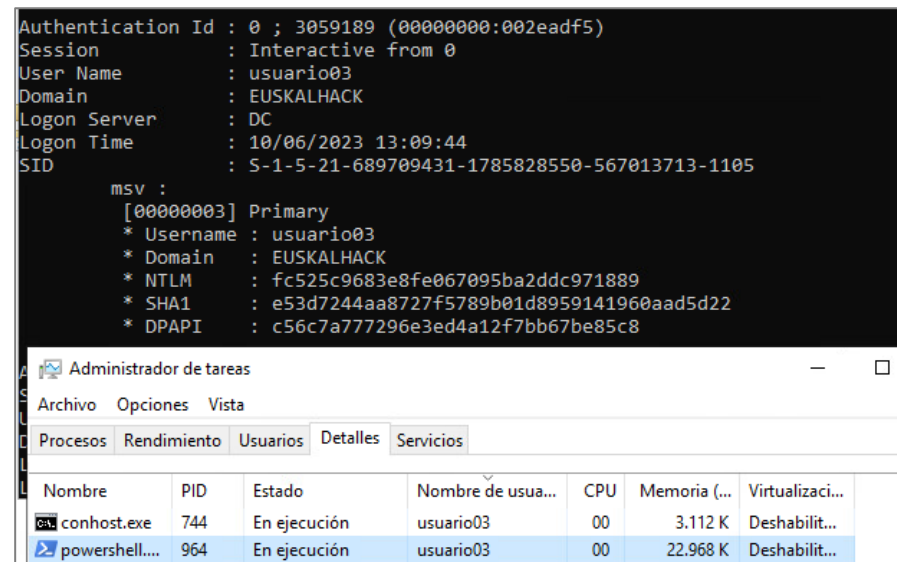 Authentication Id : 0 ; 3059189 (00000000:002eadf5)
Session : Interactive from 0
User Name : usuario03
Domain : EUSKALHACK
Logon Server : DC
Logon Time : 10/06/2023 13:09:44
SID : S-1-5-21-689709431-1785828550-567013713-1105
msv :
[00000003] Primary
* Username : usuario03
* Domain : EUSKALHACK
* NTLM : fc525c9683e8fe067095ba2ddc971889
* SHA1 : e53d7244aa8727f5789b01d8959141960aad5d22
* DPAPI : c56c7a777296e3ed4a12f7bb67be85c8
Administrador de tareas
Archivo Opciones Vista
Procesos Rendimiento Usuarios Detalles Servicios
Nombre PID Estado Nombre de usua... CPU Memoria (... Virtualizaci...
conhost.exe 744 En ejecución usuario03 00 3.112 K Deshabilit...
powershell.... 964 En ejecución usuario03 00 22.968 K Deshabilit...